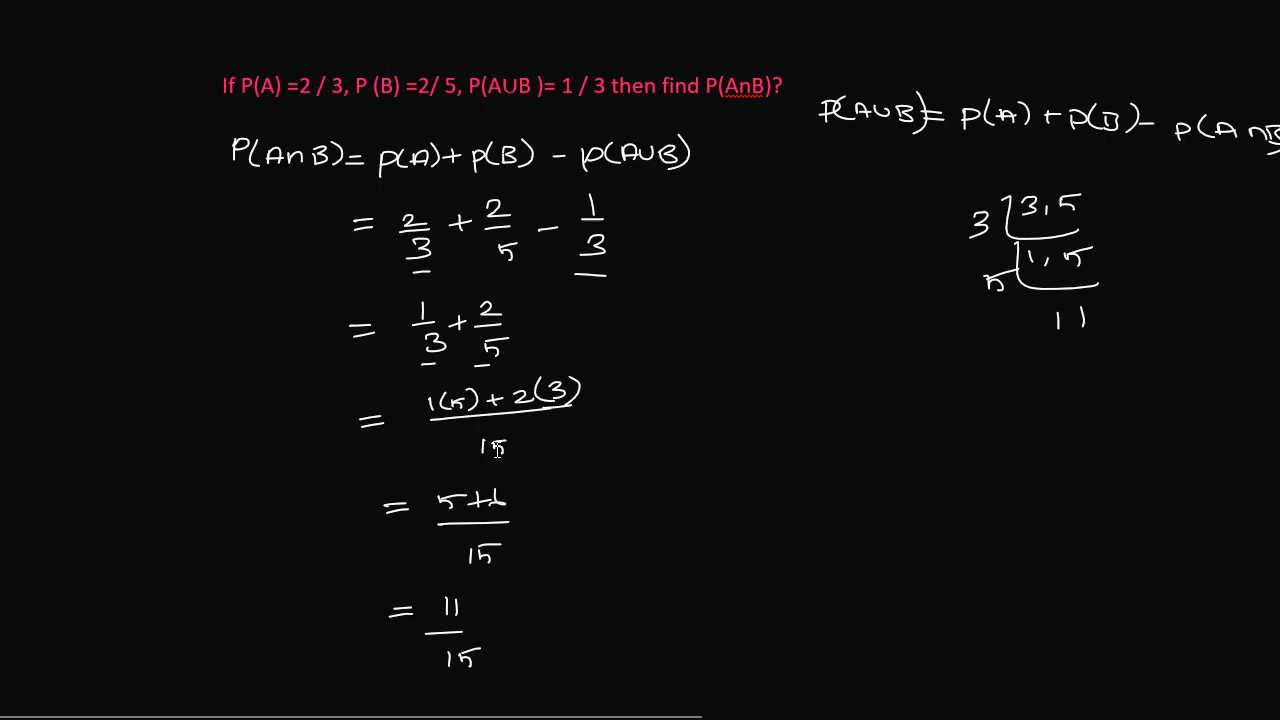 If P(A) =2 / 3, P (B) =2/ 5, P(AUB )= 1 / 3 then find P(AnB)?
P(AUB)= P(A) + P(B) - P(AnB
P(AnB)= P(A)+ P(B) - P(AUB)
= 2/3 + 2/5 - 1/3
3 | 3, 5
5 | 1, 5
1 1
= 1/3 + 2/5
= 1(5) + 2(3) / 15
= 5+6 / 15
= 11 / 15